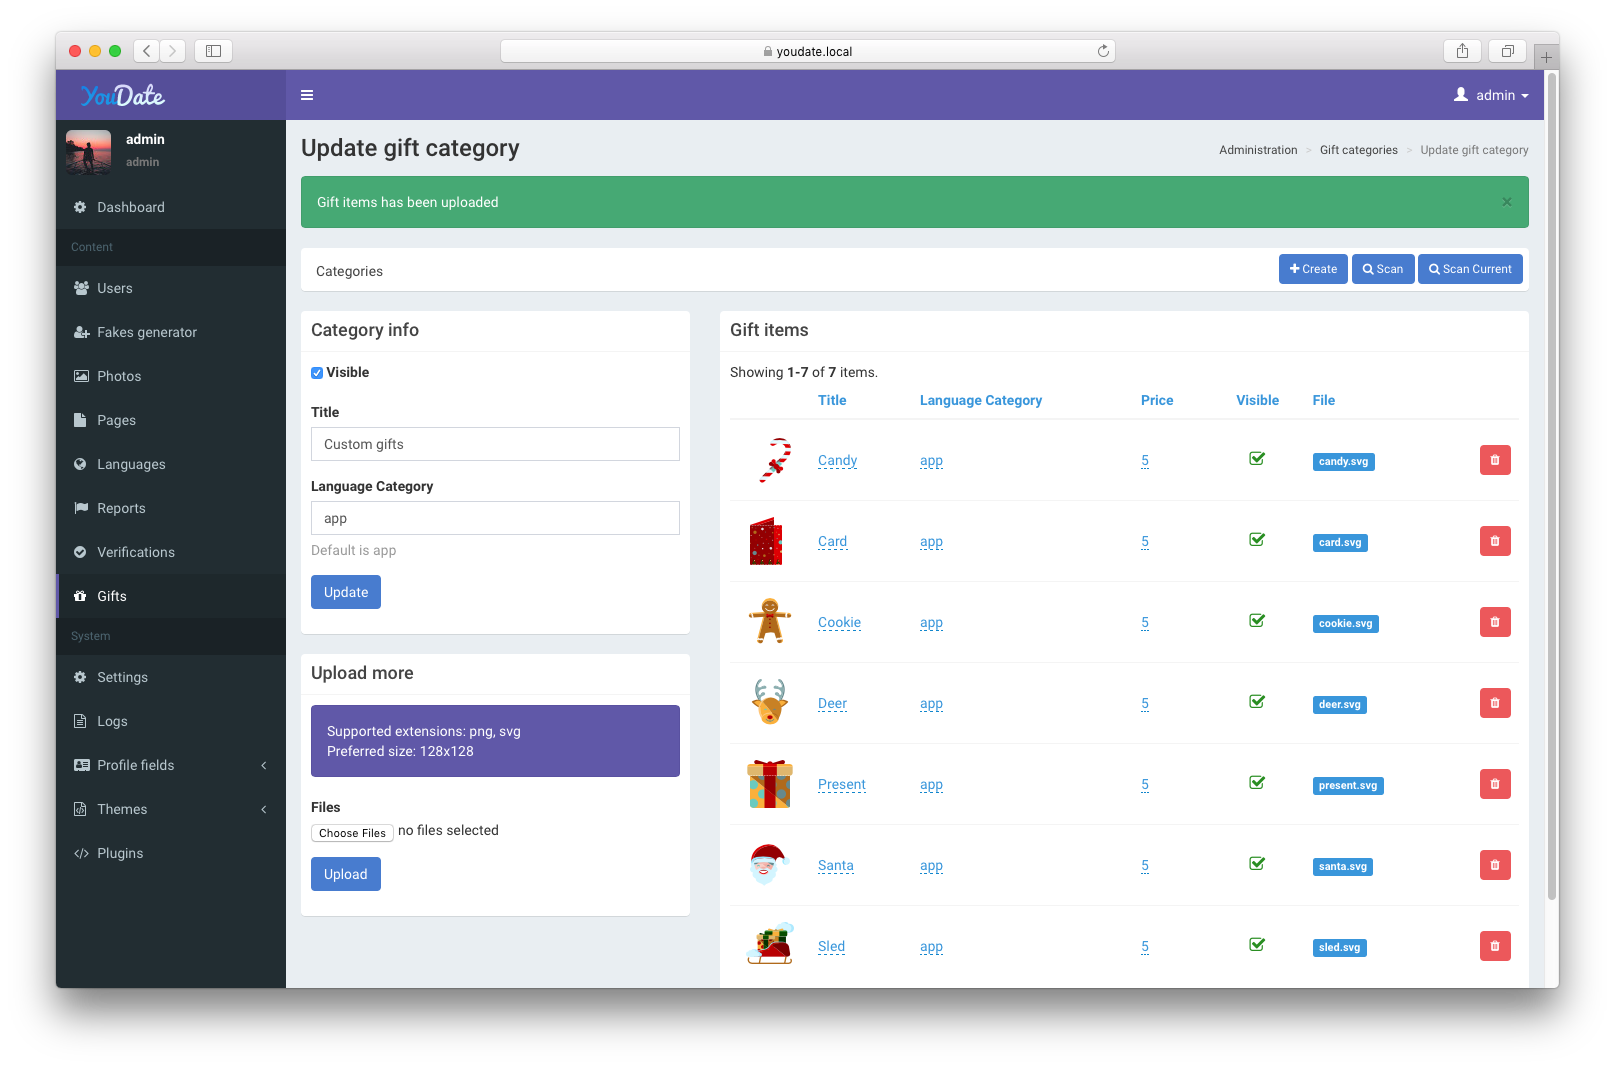 youdate.local
YouDate
admin
admin
admin
Dashboard
Content
Users
Fakes generator
Photos
Pages
Languages
Reports
Verifications
Gifts
System
Settings
Logs
Profile fields
Themes
Plugins
Update gift category
Administration > Gift categories > Update gift category
Gift items has been uploaded ×
Categories
Create
Scan
Scan Current
Category info
Visible
Title
Custom gifts
Language Category
app
Default is app
Update
Upload more
Supported extensions: png, svg
Preferred size: 128x128
Files
Choose Files no files selected
Upload
Gift items
Showing 1-7 of 7 items.
Title Language Category Price Visible File
Candy app 5 candy.svg
Card app 5 card.svg
Cookie app 5 cookie.svg
Deer app 5 deer.svg
Present app 5 present.svg
Santa app 5 santa.svg
Sled app 5 sled.svg